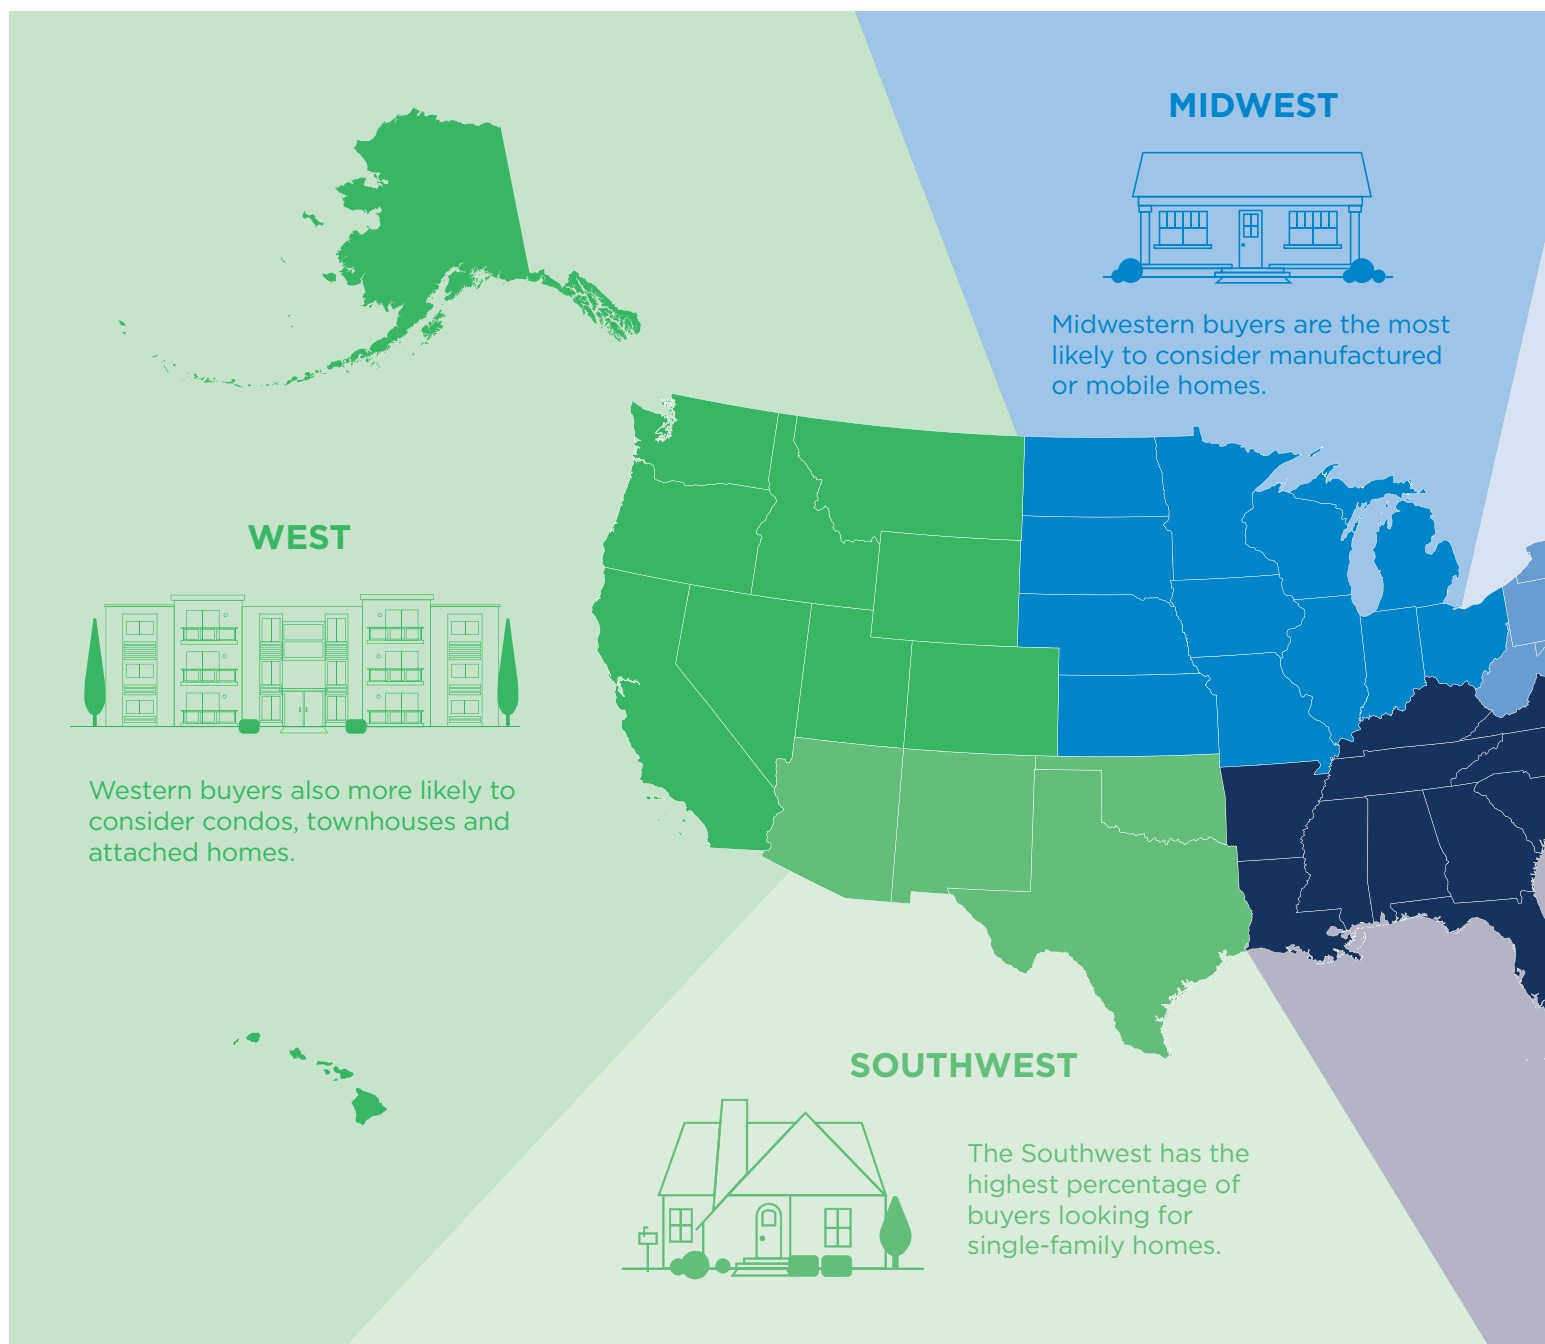 MIDWEST
Midwestern buyers are the most
likely to consider manufactured
or mobile homes.
WEST
Western buyers also more likely to
consider condos, townhouses and
attached homes.
SOUTHWEST
The Southwest has the
highest percentage of
buyers looking for
single-family homes.